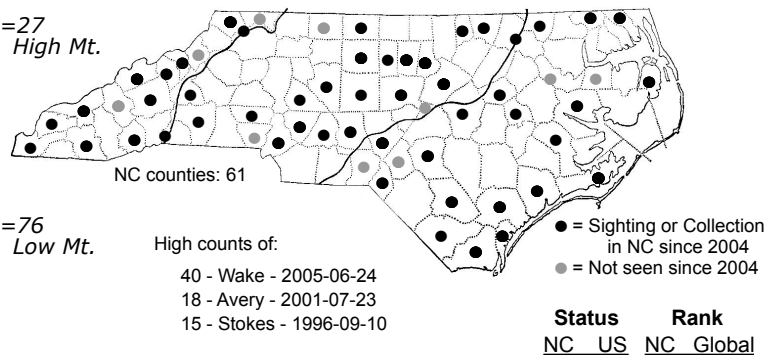 =27
High Mt.
NC counties: 61
=76
Low Mt.
High counts of:
40 - Wake - 2005-06-24
18 - Avery - 2001-07-23
15 - Stokes - 1996-09-10
● = Sighting or Collection
in NC since 2004
● = Not seen since 2004
Status Rank
NC US NC Global